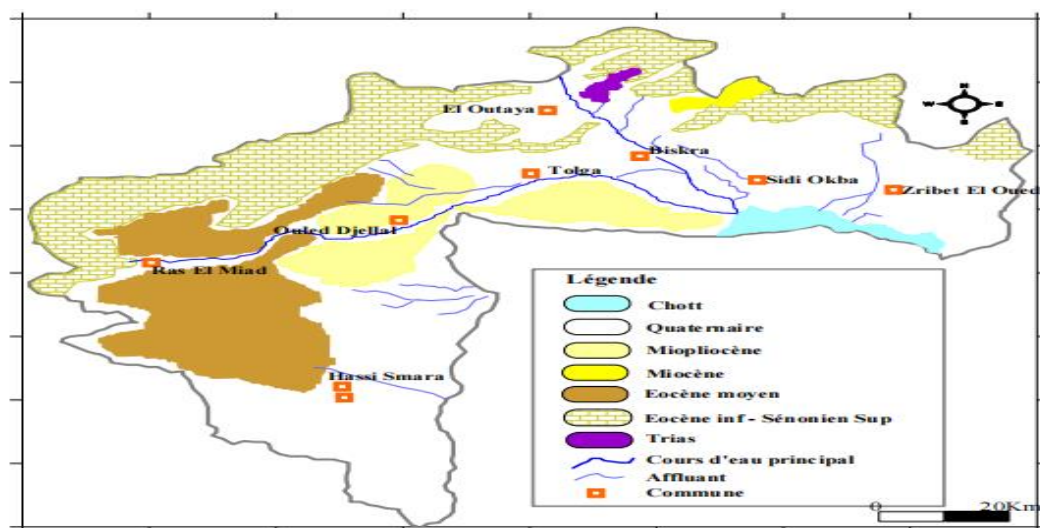 El Outaya
Biskra
Tolga
Sidi Okba
Zribet El Oued
Ouled Djellal
Ras El Miad
Hassi Smara
W
E
Légende
Chott
Quaternaire
Miopliocène
Miocène
Eocène moyen
Eocène inf - Sénonien Sup
Trias
Cours d'eau principal
Affluant
Commune
0 20Km